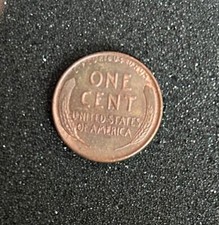 ONE
CENT
UNITED STATES
OF AMERICA